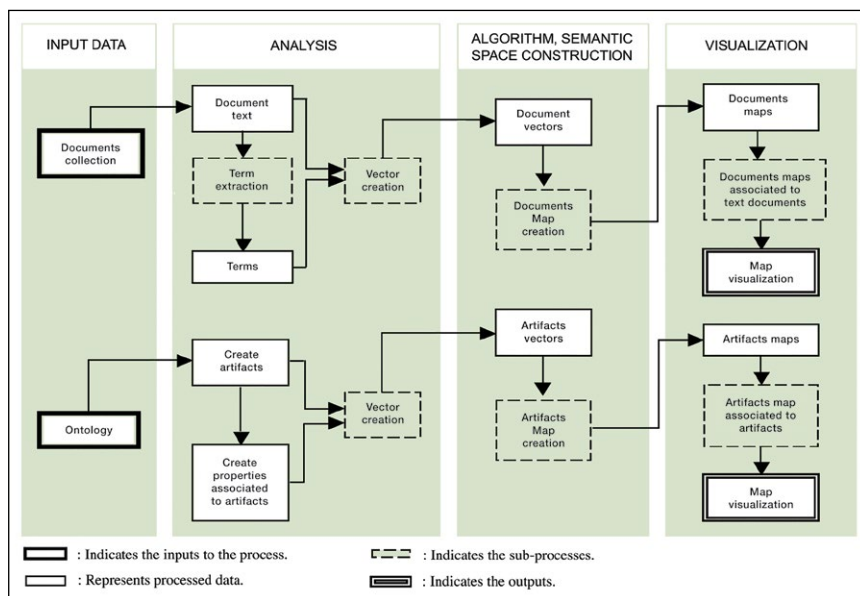 INPUT DATA
ANALYSIS
ALGORITHM, SEMANTIC
SPACE CONSTRUCTION
VISUALIZATION
Documents
collection
Document
text
Term
extraction
Terms
Vector
creation
Document
vectors
Documents
Map
creation
Documents
maps
Documents maps
associated to
text documents
Map
visualization
Ontology
Create
artifacts
Create
properties
associated
to artifacts
Vector
creation
Artifacts
vectors
Artifacts
Map
creation
Artifacts maps
Artifacts map
associated to
artifacts
Map
visualization
: Indicates the inputs to the process.
: Indicates the sub-processes.
: Represents processed data.
: Indicates the outputs.